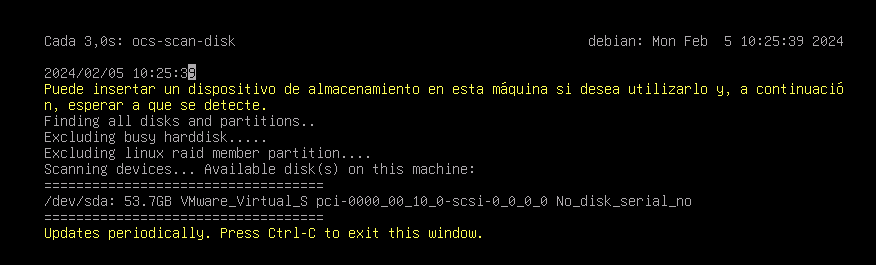 Cada 3,0s: ocs-scan-disk debian: Mon Feb 5 10:25:39 2024
2024/02/05 10:25:39
Puede insertar un dispositivo de almacenamiento en esta máquina si desea utilizarlo y, a continuació
n, esperar a que se detecte.
Finding all disks and partitions..
Excluding busy harddisk.....
Excluding linux raid member partition....
Scanning devices... Available disk(s) on this machine:
===================================
/dev/sda: 53.7GB VMware_Virtual_S pci-0000_00_10_0-scsi-0_0_0_0 No_disk_serial_no
===================================
Updates periodically. Press Ctrl-C to exit this window.